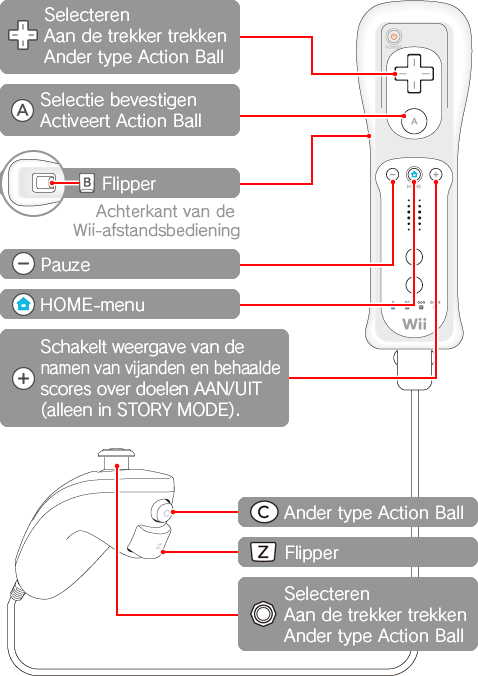 Selecteren
Aan de trekker trekken
Ander type Action Ball
A Selectie bevestigen
Activeert Action Ball
B Flipper
Achterkant van de
Wii-afstandsbediening
Pauze
HOME-menu
Schakelt weergave van de
namen van vijanden en behaalde
scores over doelen AAN/UIT
(alleen in STORY MODE).
POWER
A
Wii
C Ander type Action Ball
Z Flipper
Selecteren
Aan de trekker trekken
Ander type Action Ball
C
Z